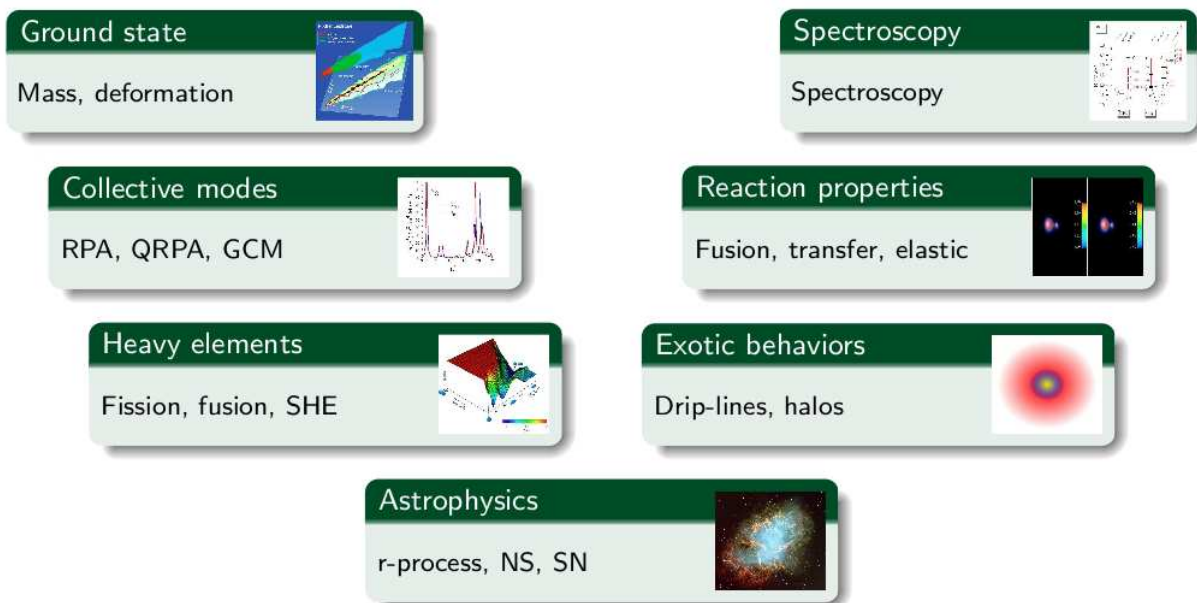 Ground state
Mass, deformation
Spectroscopy
Spectroscopy
Collective modes
RPA, QRPA, GCM
Reaction properties
Fusion, transfer, elastic
Heavy elements
Fission, fusion, SHE
Exotic behaviors
Drip-lines, halos
Astrophysics
r-process, NS, SN